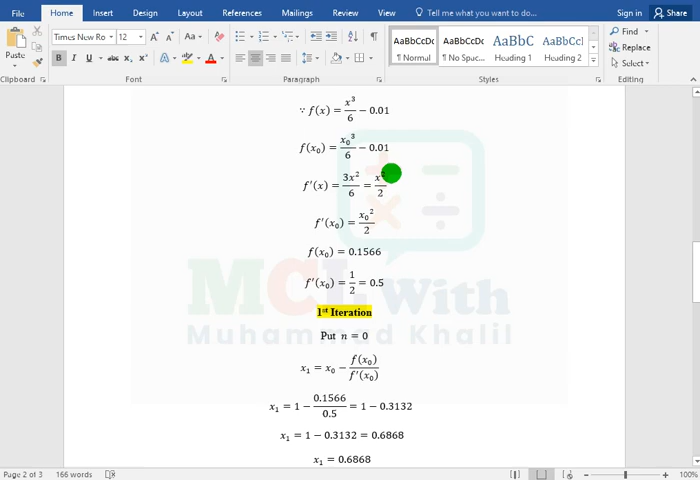 File Home Insert Design Layout References Mailings Review View Tell me what you want to do... Sign in Share
Times New Ro 12 A A Aa Find
Paste B I U abc x₂ x² A A Replace
Select
AaBbCcDc AaBbCcDc AaBbC AaBbCcl
¶ Normal ¶ No Spac... Heading 1 Heading 2
Clipboard Font Paragraph Styles Editing
∵ f(x) = x³/6 − 0.01
f(x₀) = x₀³/6 − 0.01
f′(x) = 3x²/6 = x²/2
f′(x₀) = x₀²/2
f(x₀) = 0.1566
f′(x₀) = 1/2 = 0.5
MCQ With
1st Iteration
Muhammad Khalil
Put n = 0
x₁ = x₀ − f(x₀)/f′(x₀)
x₁ = 1 − 0.1566/0.5 = 1 − 0.3132
x₁ = 1 − 0.3132 = 0.6868
x₁ = 0.6868
Page 2 of 3 166 words 100%